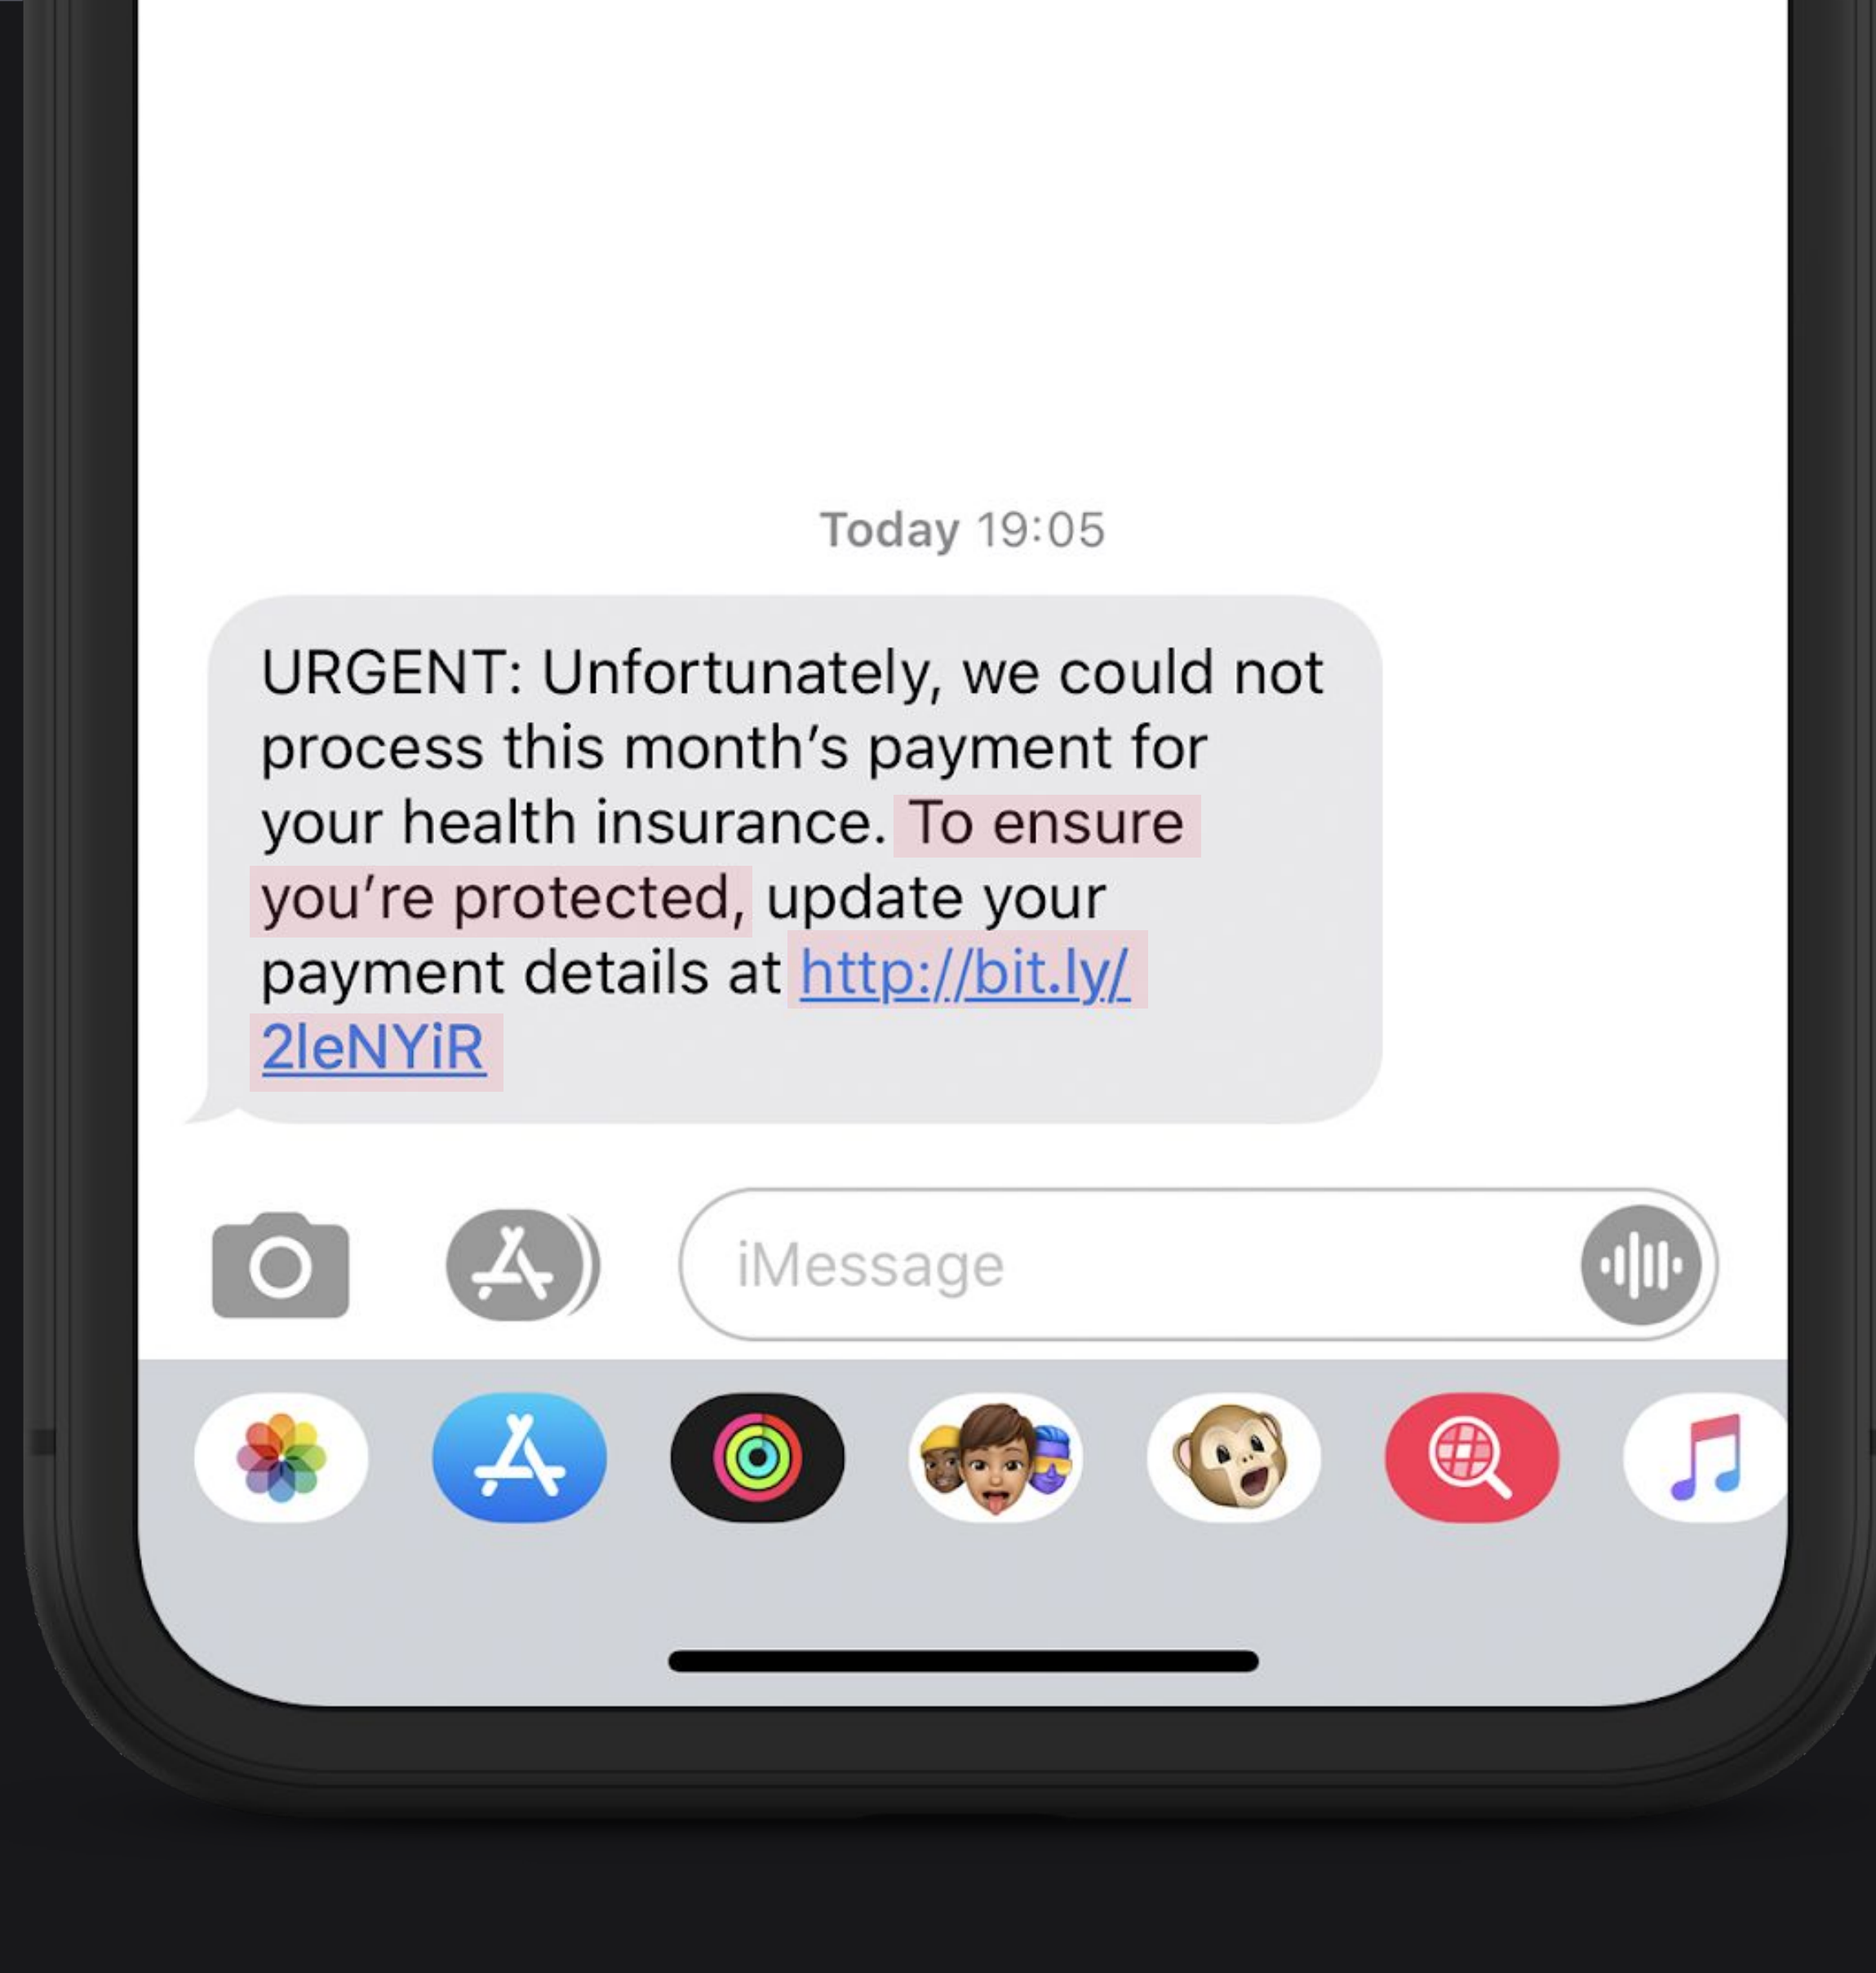 Today 19:05
URGENT: Unfortunately, we could not
process this month’s payment for
your health insurance. To ensure
you’re protected, update your
payment details at http://bit.ly/
2leNYiR
iMessage